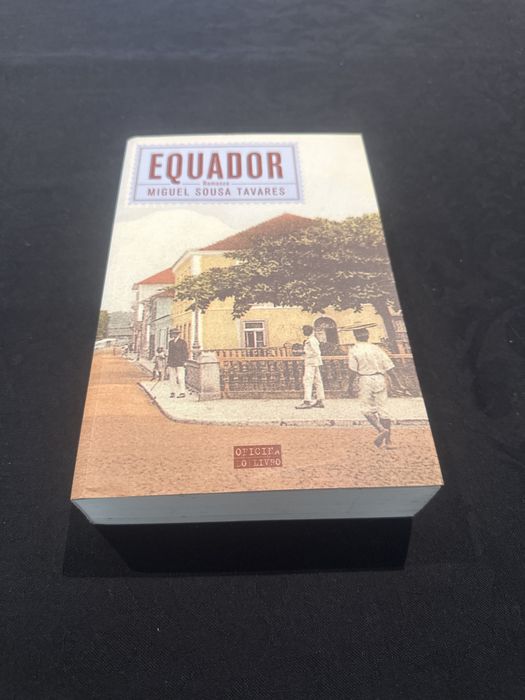 EQUADOR
Romance
MIGUEL SOUSA TAVARES
OFICINA
DO LIVRO